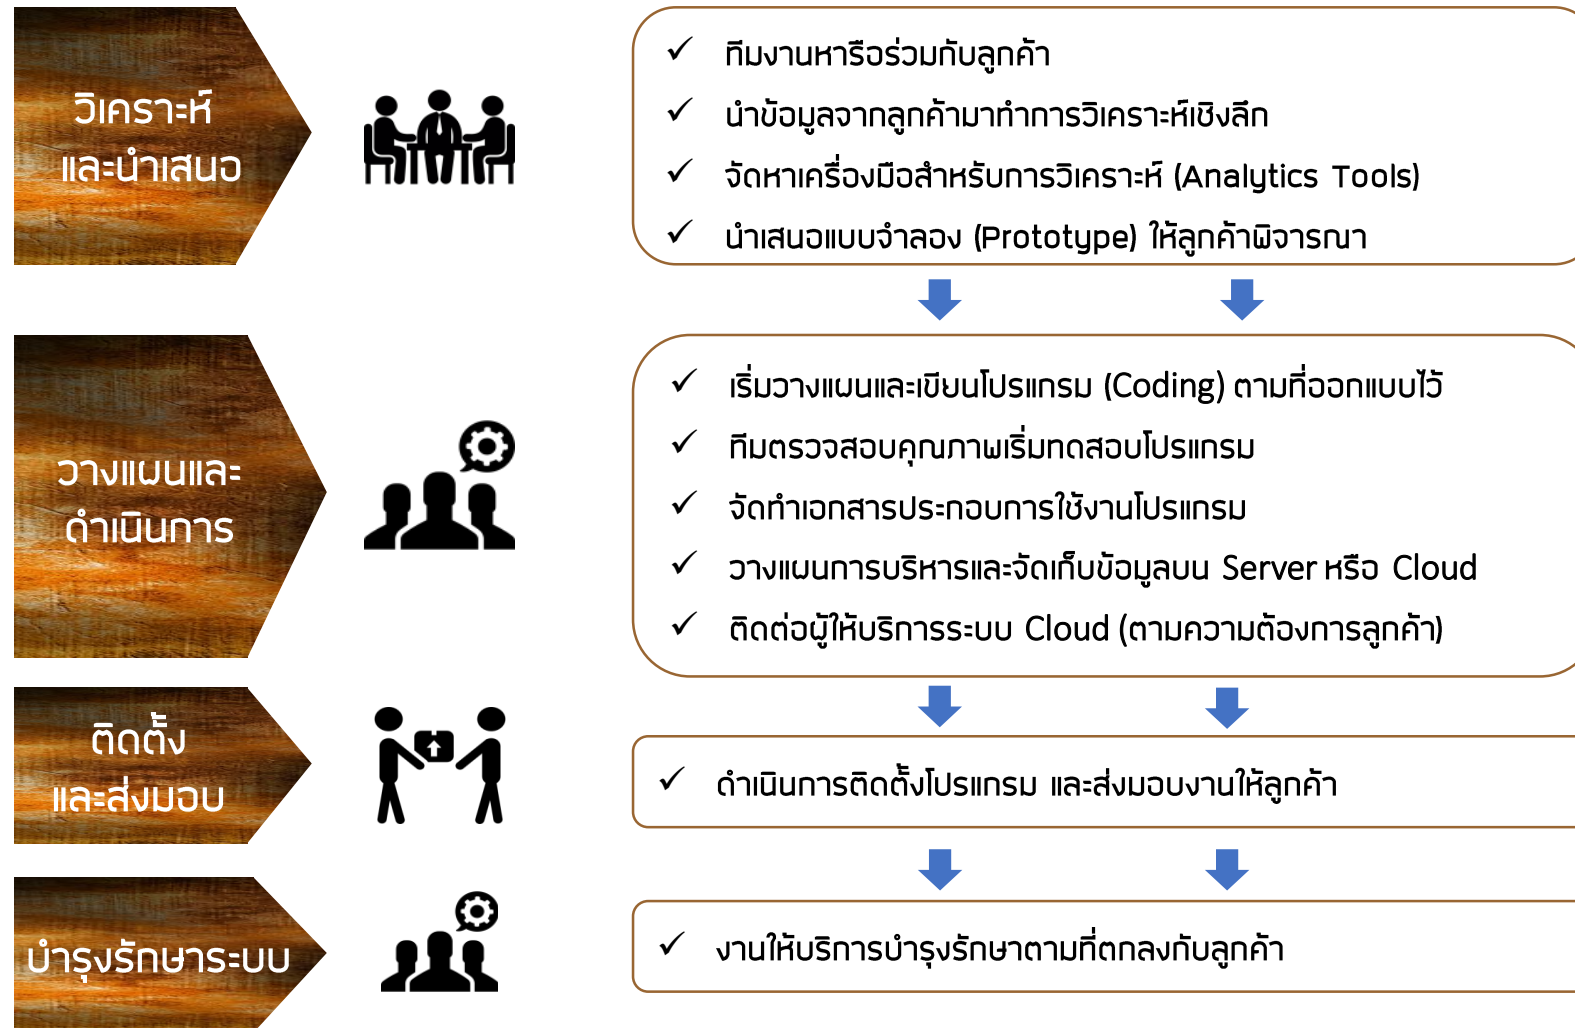 วิเคราะห์
และนำเสนอ
✓ ทีมงานหารือร่วมกับลูกค้า
✓ นำข้อมูลจากลูกค้ามาทำการวิเคราะห์เชิงลึก
✓ จัดหาเครื่องมือสำหรับการวิเคราะห์ (Analytics Tools)
✓ นำเสนอแบบจำลอง (Prototype) ให้ลูกค้าพิจารณา
วางแผนและ
ดำเนินการ
✓ เริ่มวางแผนและเขียนโปรแกรม (Coding) ตามที่ออกแบบไว้
✓ ทีมตรวจสอบคุณภาพเริ่มทดสอบโปรแกรม
✓ จัดทำเอกสารประกอบการใช้งานโปรแกรม
✓ วางแผนการบริหารและจัดเก็บข้อมูลบน Server หรือ Cloud
✓ ติดต่อผู้ให้บริการระบบ Cloud (ตามความต้องการลูกค้า)
ติดตั้ง
และส่งมอบ
✓ ดำเนินการติดตั้งโปรแกรม และส่งมอบงานให้ลูกค้า
บำรุงรักษาระบบ
✓ งานให้บริการบำรุงรักษาตามที่ตกลงกับลูกค้า